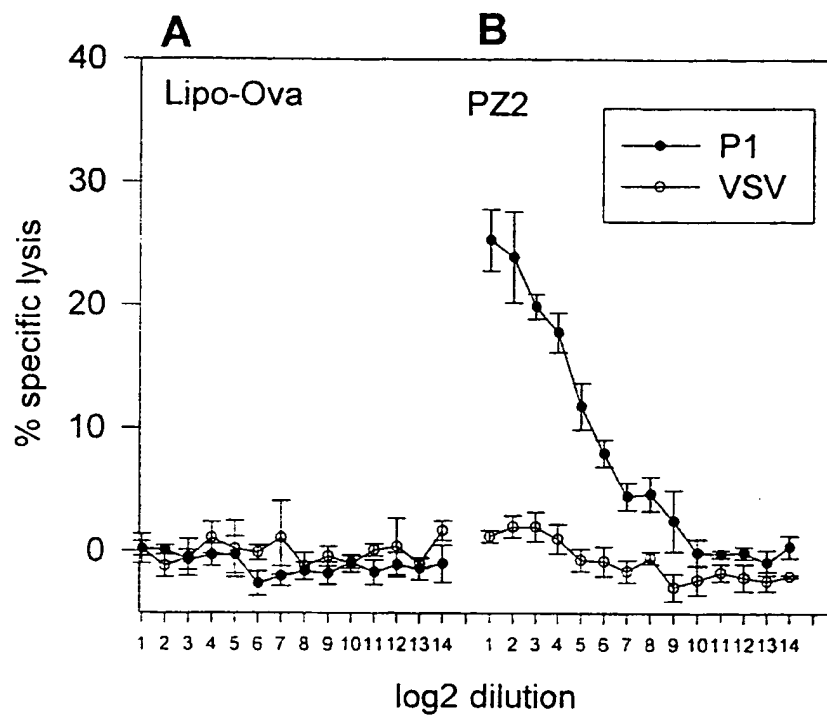 A B
40
Lipo-Ova PZ2
P1
VSV
30
20
10
0
% specific lysis
1 2 3 4 5 6 7 8 9 10 11 12 13 14 1 2 3 4 5 6 7 8 9 10 11 12 13 14
log2 dilution